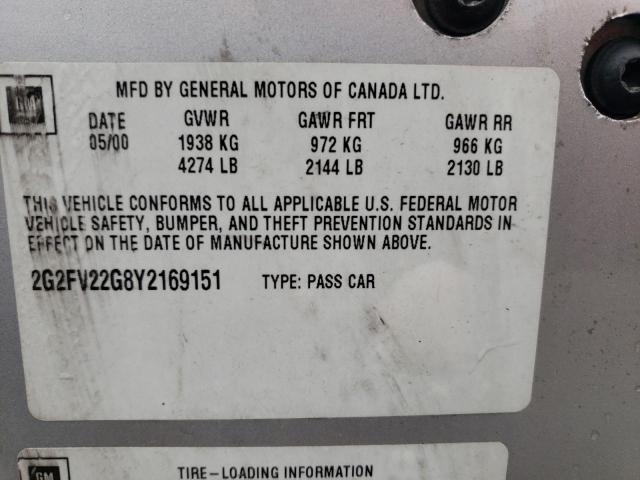 GM
MFD BY GENERAL MOTORS OF CANADA LTD.
DATE GVWR GAWR FRT GAWR RR
05/00 1938 KG 972 KG 966 KG
4274 LB 2144 LB 2130 LB
THIS VEHICLE CONFORMS TO ALL APPLICABLE U.S. FEDERAL MOTOR
VEHICLE SAFETY, BUMPER, AND THEFT PREVENTION STANDARDS IN
EFFECT ON THE DATE OF MANUFACTURE SHOWN ABOVE.
2G2FV22G8Y2169151 TYPE: PASS CAR
GM
TIRE-LOADING INFORMATION